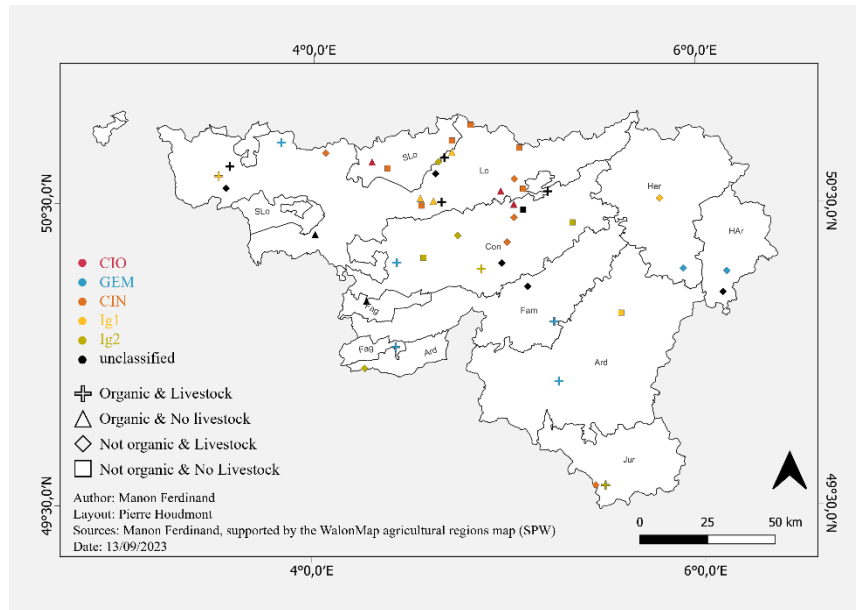 4°0,0'E 6°0,0'E
50°30,0'N 50°30,0'N
SLo
Lo
Her
SLo
HAr
Con
CIO
GEM
CIN
Ig1
Ig2
unclassified
Fag
Fam
Fag
Ard
Ard
Organic & Livestock
Organic & No livestock
Not organic & Livestock
Not organic & No Livestock
Jur
Author: Manon Ferdinand
Layout: Pierre Houdmont
Sources: Manon Ferdinand, supported by the WalonMap agricultural regions map (SPW)
Date: 13/09/2023
49°30,0'N 49°30,0'N
0 25 50 km
4°0,0'E 6°0,0'E